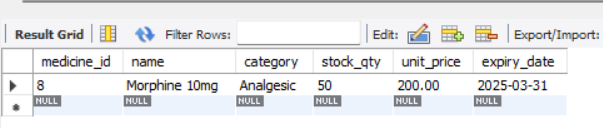 Result Grid Filter Rows: Edit: Export/Import:
medicine_id name category stock_qty unit_price expiry_date
8 Morphine 10mg Analgesic 50 200.00 2025-03-31
NULL NULL NULL NULL NULL NULL